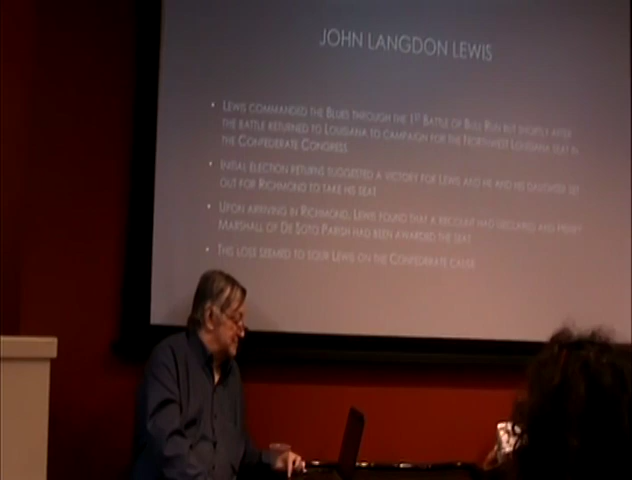 JOHN LANGDON LEWIS
• LEWIS COMMANDED THE BLUES THROUGH THE 1ST BATTLE OF BULL RUN BUT SHORTLY AFTER
THE BATTLE RETURNED TO LOUISIANA TO CAMPAIGN FOR THE NORTHWEST LOUISIANA SEAT IN
THE CONFEDERATE CONGRESS.
• INITIAL ELECTION RETURNS SUGGESTED A VICTORY FOR LEWIS AND HE AND HIS DAUGHTER SET
OUT FOR RICHMOND TO TAKE HIS SEAT.
• UPON ARRIVING IN RICHMOND, LEWIS FOUND THAT A RECOUNT HAD AND HENRY
MARSHALL OF DE SOTO PARISH HAD BEEN AWARDED THE SEAT.
• THIS LOSS SEEMED TO SOUR LEWIS ON THE CONFEDERATE CAUSE.